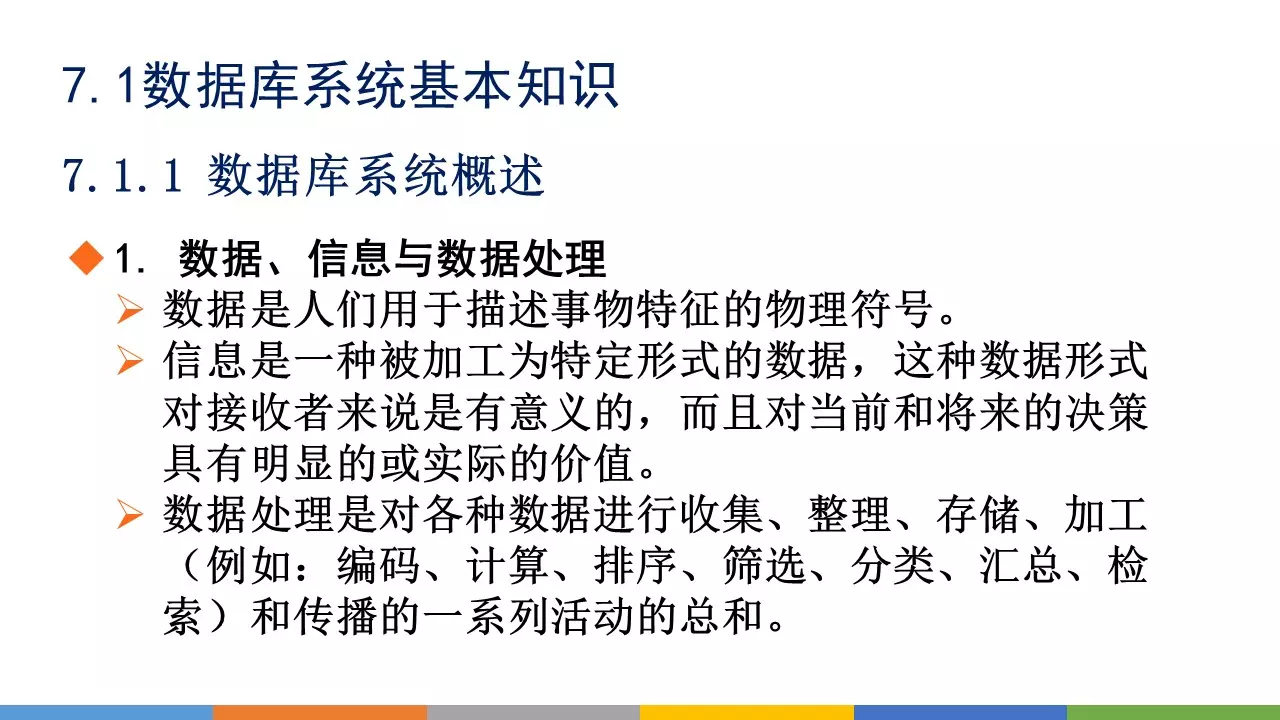 7.1数据库系统基本知识
7.1.1 数据库系统概述
1. 数据、信息与数据处理
数据是人们用于描述事物特征的物理符号。
信息是一种被加工为特定形式的数据，这种数据形式
对接收者来说是有意义的，而且对当前和将来的决策
具有明显的或实际的价值。
数据处理是对各种数据进行收集、整理、存储、加工
（例如：编码、计算、排序、筛选、分类、汇总、检
索）和传播的一系列活动的总和。